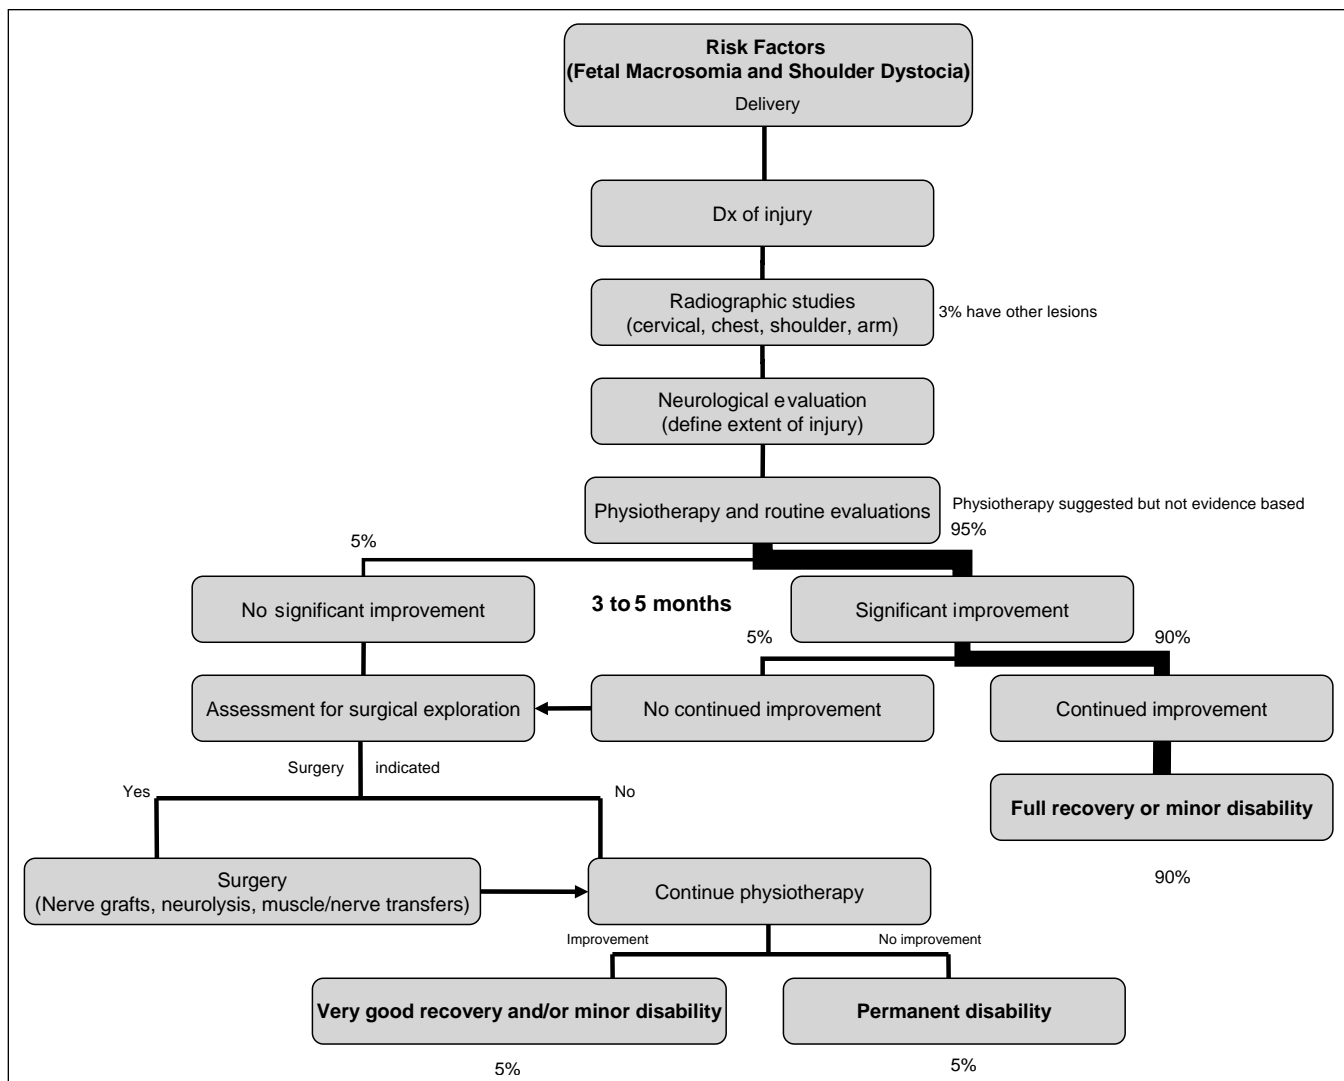 Risk Factors
(Fetal Macrosomia and Shoulder Dystocia)
Delivery
Dx of injury
Radiographic studies
(cervical, chest, shoulder, arm)
3% have other lesions
Neurological evaluation
(define extent of injury)
Physiotherapy and routine evaluations
Physiotherapy suggested but not evidence based
5%
95%
No significant improvement
3 to 5 months
Significant improvement
5%
90%
Assessment for surgical exploration
No continued improvement
Continued improvement
Surgery indicated
Yes
No
Full recovery or minor disability
90%
Surgery
(Nerve grafts, neurolysis, muscle/nerve transfers)
Continue physiotherapy
Improvement
No improvement
Very good recovery and/or minor disability
Permanent disability
5%
5%